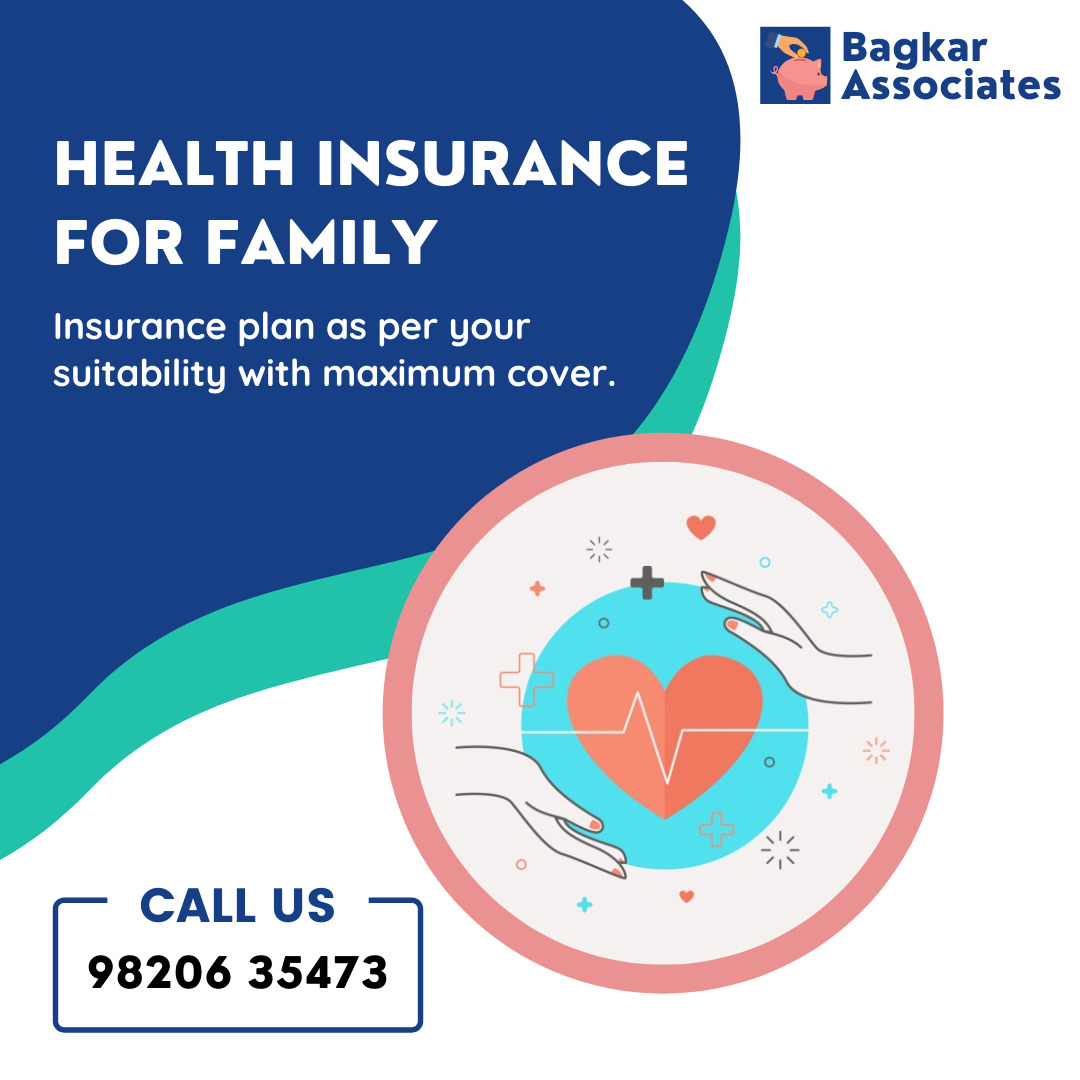 Bagkar
Associates
HEALTH INSURANCE
FOR FAMILY
Insurance plan as per your
suitability with maximum cover.
CALL US
98206 35473